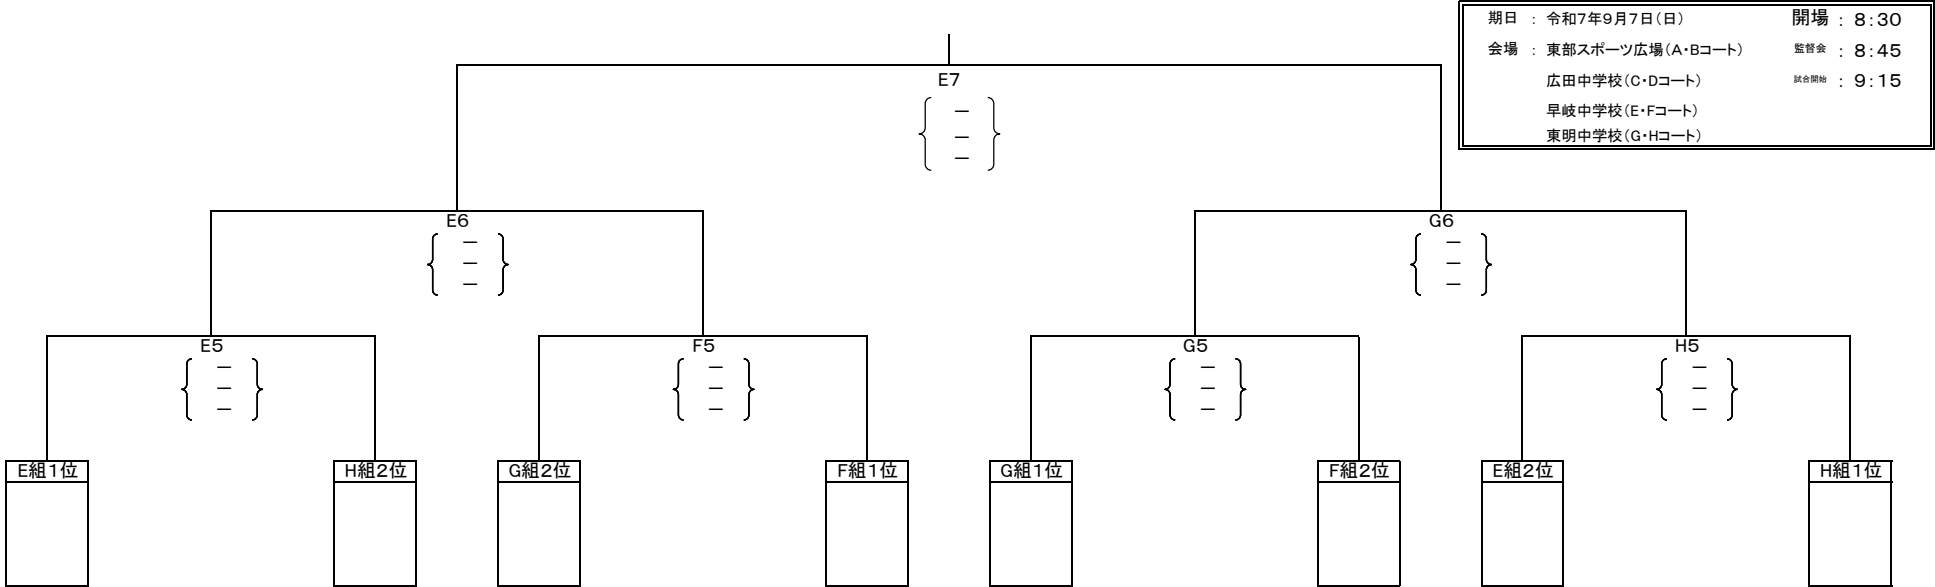 期日 : 令和7年9月7日(日) 開場 : 8:30
会場 : 東部スポーツ広場(A・Bコート) 監督会 : 8:45
広田中学校(C・Dコート) 試合開始 : 9:15
早岐中学校(E・Fコート)
東明中学校(G・Hコート)
E7
{ － }
－
－
E6
{ － }
－
－
G6
{ － }
－
－
E5
{ － }
－
－
F5
{ － }
－
－
G5
{ － }
－
－
H5
{ － }
－
－
E組1位
H組2位
G組2位
F組1位
G組1位
F組2位
E組2位
H組1位